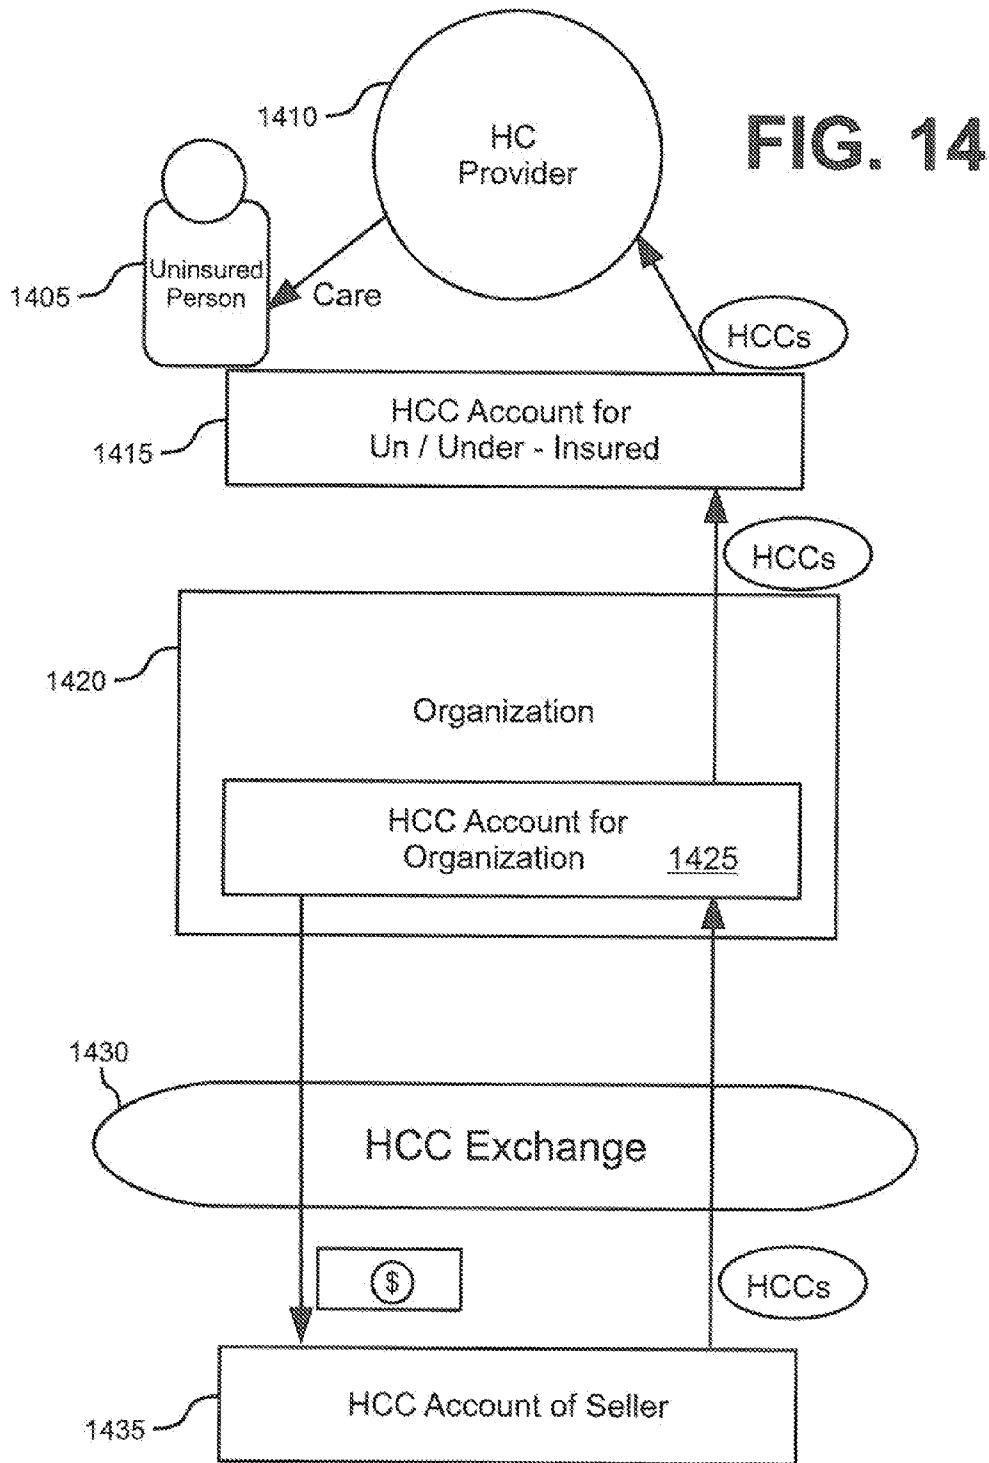 FIG. 14
1410
HC
Provider
1405
Uninsured
Person
Care
HCCs
1415
HCC Account for
Un / Under - Insured
HCCs
1420
Organization
HCC Account for
Organization 1425
1430
HCC Exchange
$
HCCs
1435
HCC Account of Seller